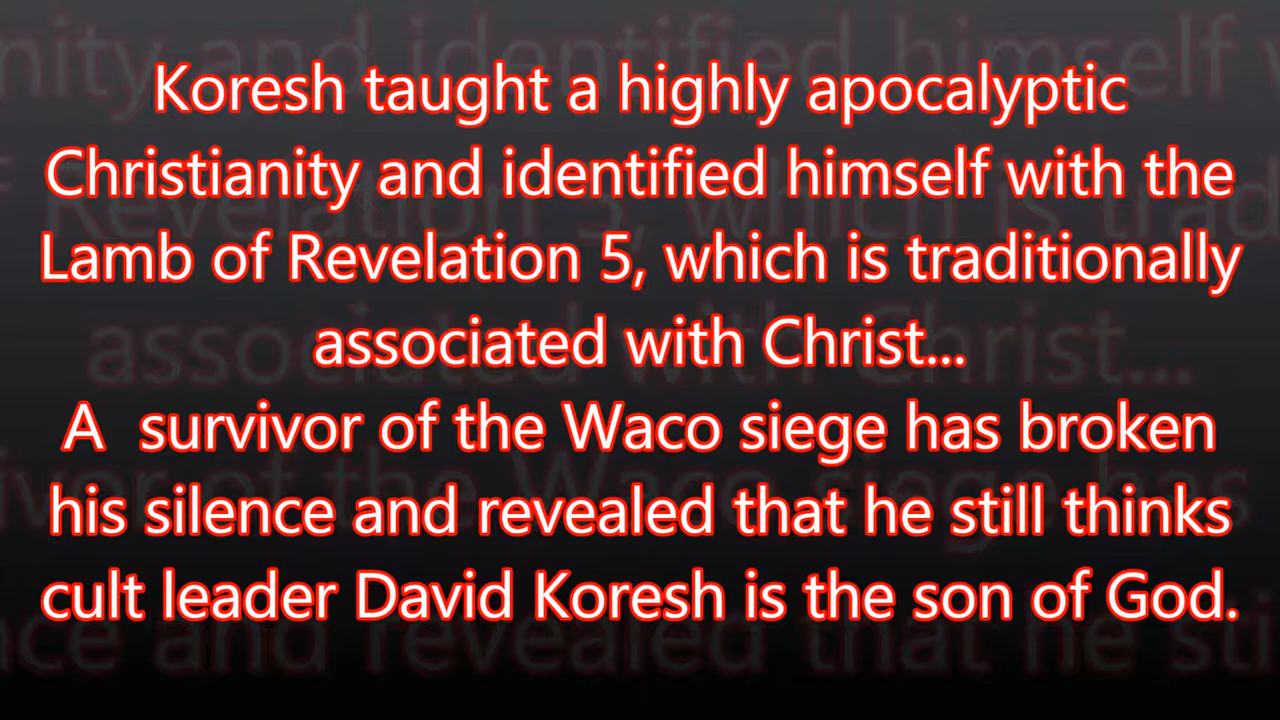 Koresh taught a highly apocalyptic
Christianity and identified himself with the
Lamb of Revelation 5, which is traditionally
associated with Christ...
A  survivor of the Waco siege has broken
his silence and revealed that he still thinks
cult leader David Koresh is the son of God.